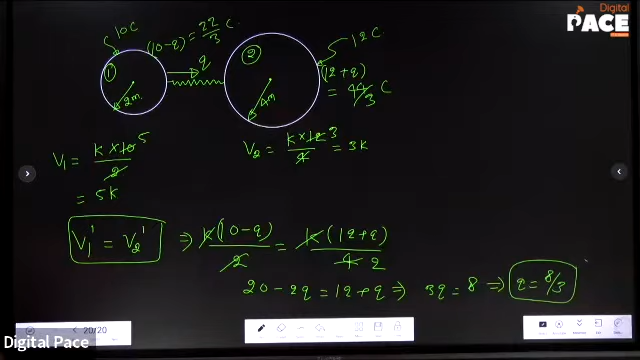 Digital
PACE
10C
(10-q) = 22/3 C.
12C
1
q
2
(12+q)
= 44/3 C
2m
4m
V₁ = k×10 5 / 2
= 5k
V₂ = k×12 3 / 4 = 3k
V₁' = V₂' ⇒ k(10-q) / 2 = k(12+q) / 4 2
20 - 2q = 12+q ⇒ 3q = 8 ⇒ q = 8/3
20/20
Digital Pace